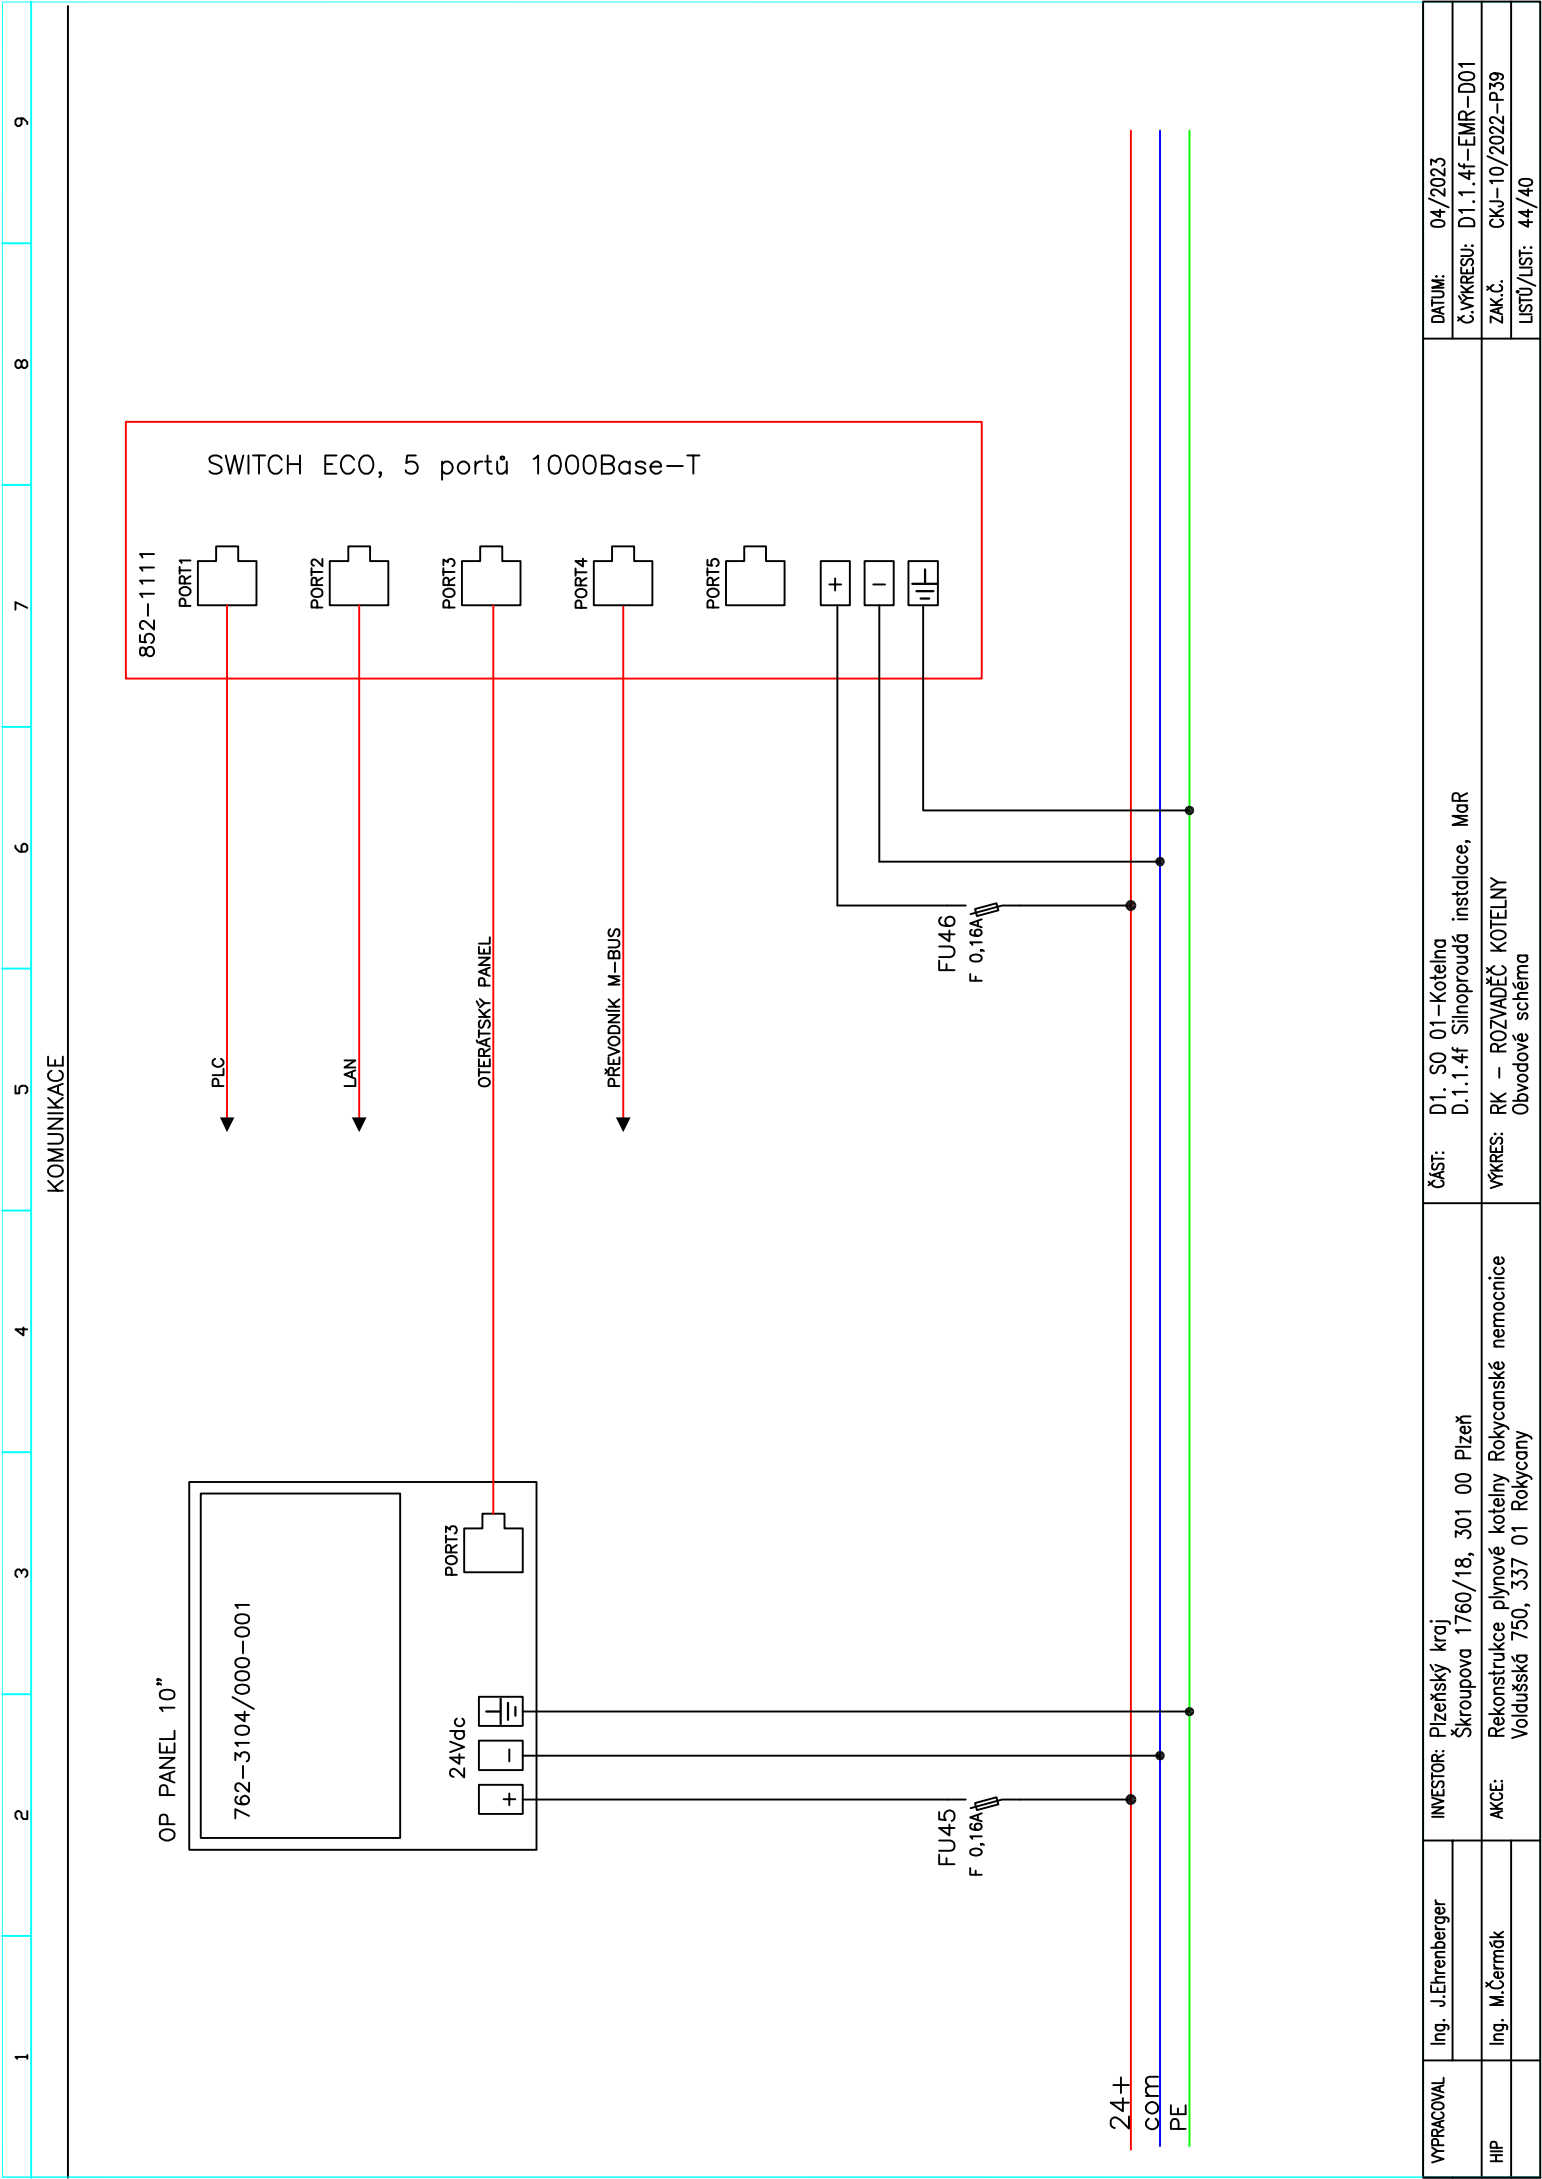 1 2 3 4 5 6 7 8 9
KOMUNIKACE
OP PANEL 10"
762-3104/000-001
24Vdc
+ -
PORT3
852-1111
SWITCH ECO, 5 portů 1000Base-T
PORT1
PLC
PORT2
LAN
PORT3
OTERÁTSKÝ PANEL
PORT4
PŘEVODNÍK M-BUS
PORT5
+
-
FU45
F 0,16A
FU46
F 0,16A
24+
com
PE
VYPRACOVAL
Ing. J.Ehrenberger
HIP
Ing. M.Čermák
INVESTOR: Plzeňský kraj
Škroupova 1760/18, 301 00 Plzeň
AKCE: Rekonstrukce plynové kotelny Rokycanské nemocnice
Voldušská 750, 337 01 Rokycany
ČÁST: D1. SO 01-Kotelna
D.1.1.4f Silnoproudá instalace, MaR
VÝKRES: RK - ROZVADĚČ KOTELNY
Obvodové schéma
DATUM: 04/2023
Č.VÝKRESU: D1.1.4f-EMR-D01
ZAK.Č. CKJ-10/2022-P39
LISTŮ/LIST: 44/40